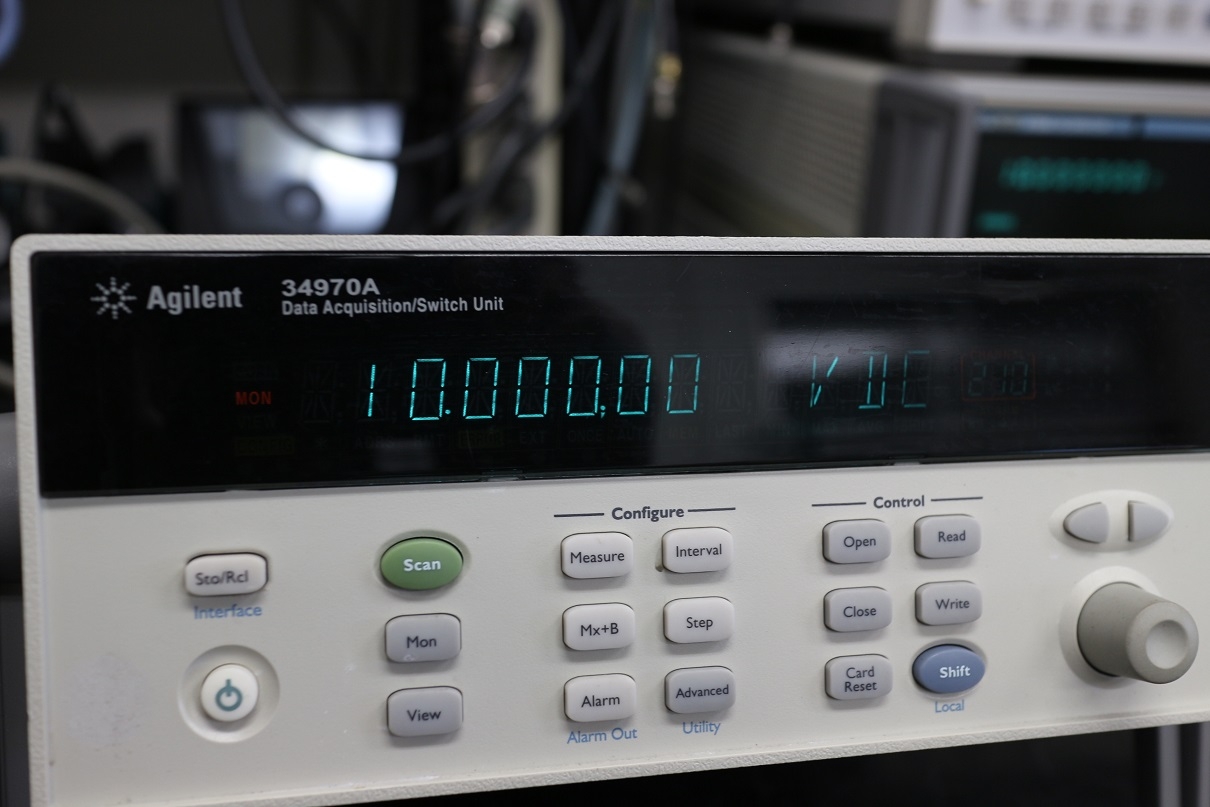 Agilent
34970A
Data Acquisition/Switch Unit
MON
10.000,00 VDC
210
Configure
Control
Sto/Rcl
Interface
Scan
Mon
View
Measure
Interval
Mx+B
Step
Alarm
Alarm Out
Advanced
Utility
Open
Read
Close
Write
Card
Reset
Shift
Local